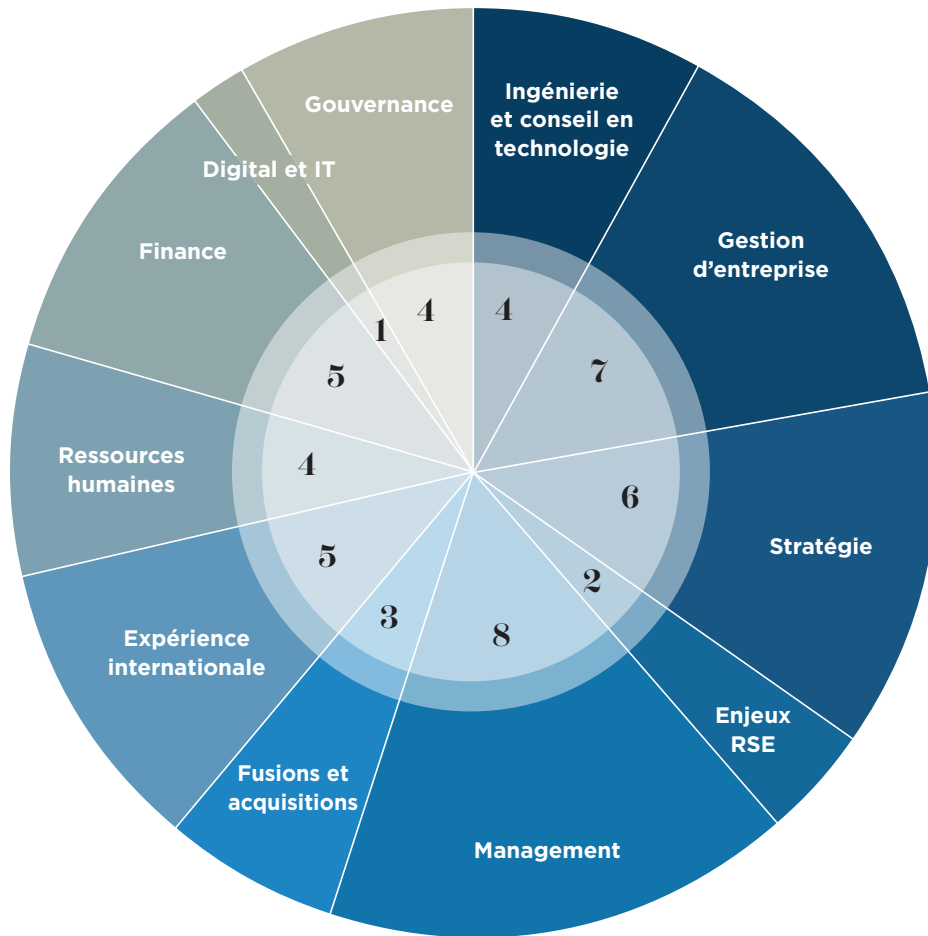 Ingénierie
et conseil en
technologie
4
Gestion
d’entreprise
7
Stratégie
6
Enjeux
RSE
2
Management
8
Fusions et
acquisitions
3
Expérience
internationale
5
Ressources
humaines
4
Finance
5
Digital et IT
1
Gouvernance
4